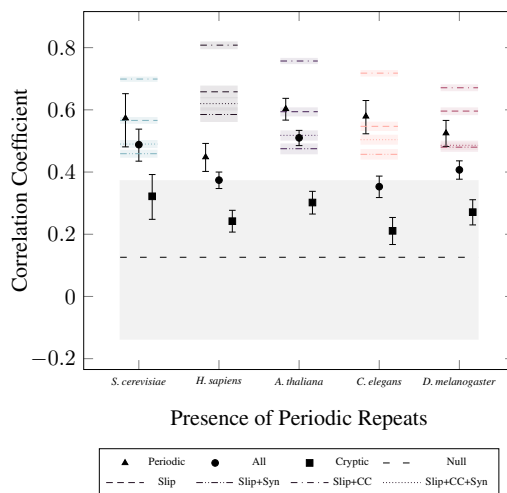 0.8
0.6
0.4
0.2
0
−0.2
Correlation Coefficient
S. cerevisiae H. sapiens A. thaliana C. elegans D. melanogaster
Presence of Periodic Repeats
Periodic All Cryptic Null
Slip Slip+Syn Slip+CC Slip+CC+Syn